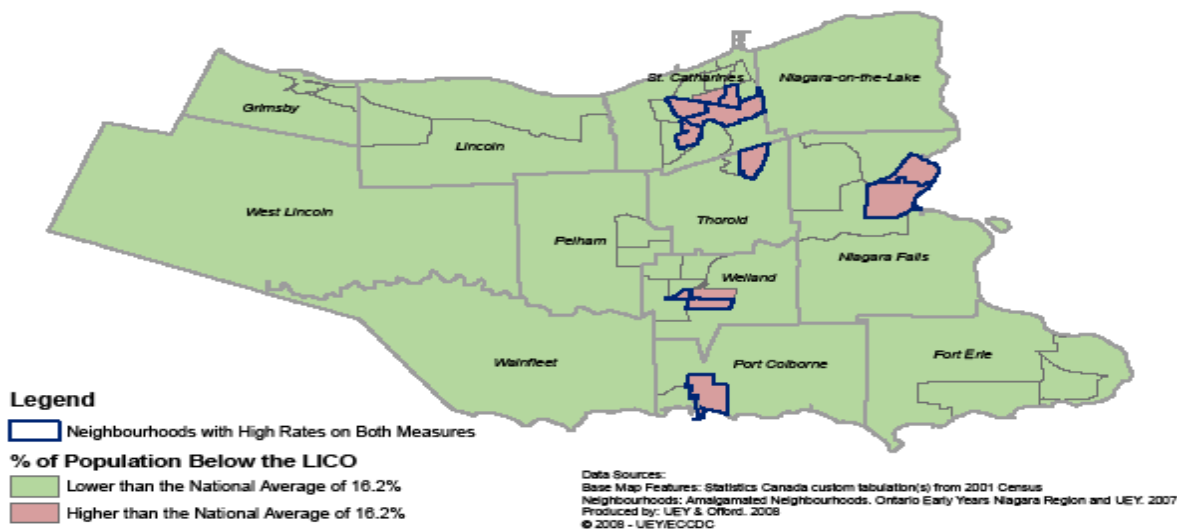 St. Catharines
Niagara-on-the-Lake
Grimsby
Lincoln
West Lincoln
Thorold
Pelham
Niagara Falls
Welland
Wainfleet
Port Colborne
Fort Erie
Legend
Neighbourhoods with High Rates on Both Measures
% of Population Below the LICO
Lower than the National Average of 16.2%
Higher than the National Average of 16.2%
Data Sources:
Base Map Features: Statistics Canada custom tabulation(s) from 2001 Census
Neighbourhoods: Amalgamated Neighbourhoods. Ontario Early Years Niagara Region and UEY. 2007
Produced by: UEY & Offord. 2008
© 2008 - UEY/ECCDC